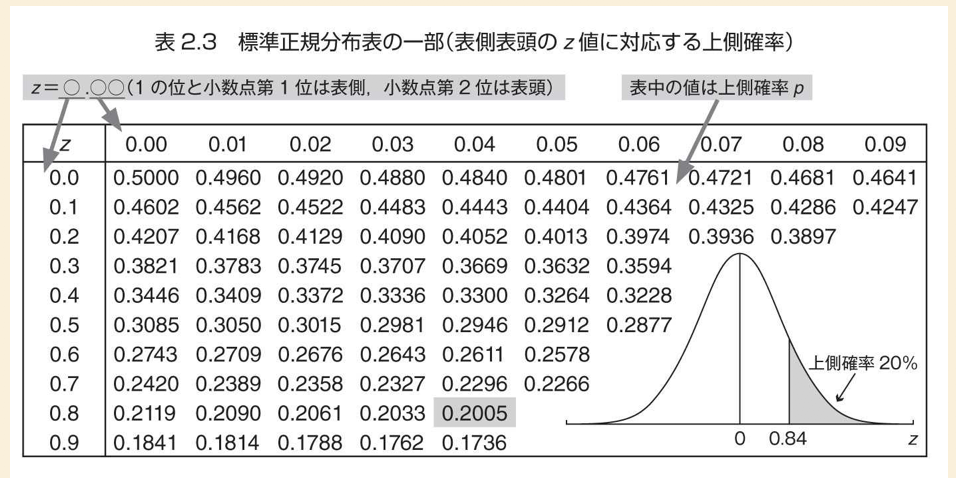 表 2.3　標準正規分布表の一部（表側表頭の z 値に対応する上側確率）
z＝○.○○（1 の位と小数点第 1 位は表側，小数点第 2 位は表頭）
表中の値は上側確率 p
z 0.00 0.01 0.02 0.03 0.04 0.05 0.06 0.07 0.08 0.09
0.0 0.5000 0.4960 0.4920 0.4880 0.4840 0.4801 0.4761 0.4721 0.4681 0.4641
0.1 0.4602 0.4562 0.4522 0.4483 0.4443 0.4404 0.4364 0.4325 0.4286 0.4247
0.2 0.4207 0.4168 0.4129 0.4090 0.4052 0.4013 0.3974 0.3936 0.3897
0.3 0.3821 0.3783 0.3745 0.3707 0.3669 0.3632 0.3594
0.4 0.3446 0.3409 0.3372 0.3336 0.3300 0.3264 0.3228
0.5 0.3085 0.3050 0.3015 0.2981 0.2946 0.2912 0.2877
0.6 0.2743 0.2709 0.2676 0.2643 0.2611 0.2578
0.7 0.2420 0.2389 0.2358 0.2327 0.2296 0.2266
0.8 0.2119 0.2090 0.2061 0.2033 0.2005
0.9 0.1841 0.1814 0.1788 0.1762 0.1736
上側確率 20%
0 0.84 z